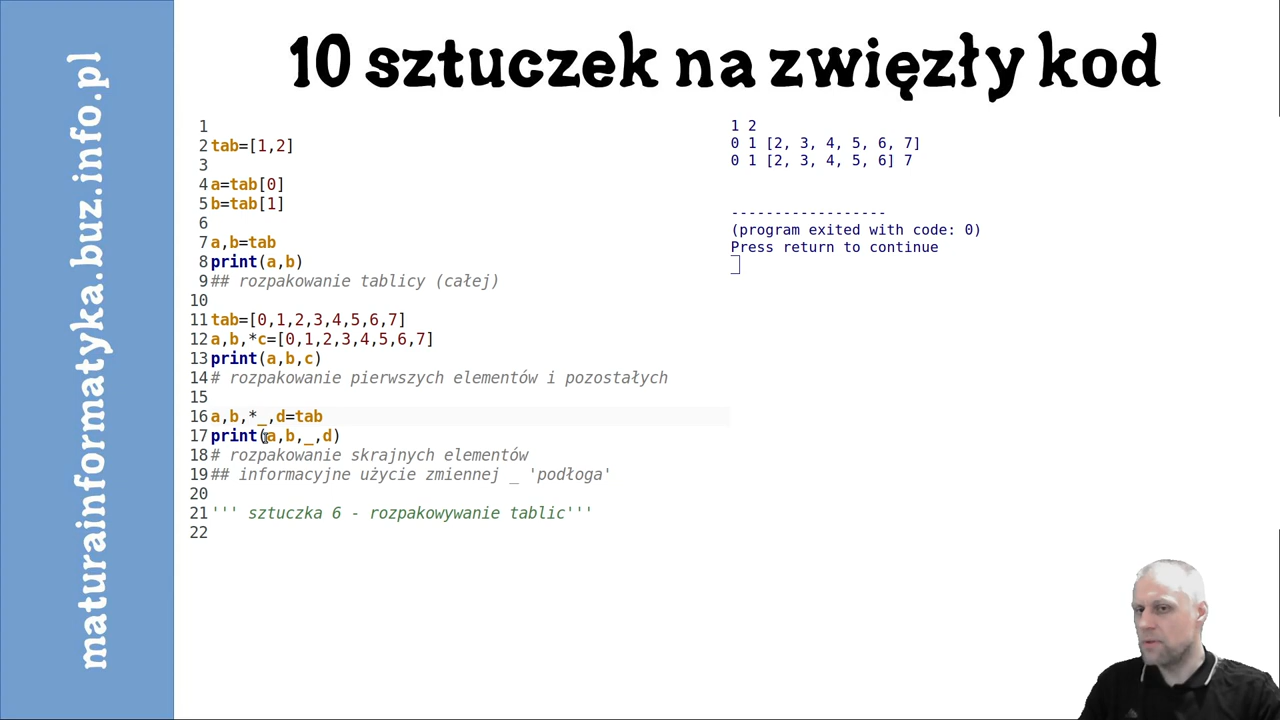 maturainformatyka.buz.info.pl
10 sztuczek na zwięzły kod
1
2 tab=[1,2]
3
4 a=tab[0]
5 b=tab[1]
6
7 a,b=tab
8 print(a,b)
9 ## rozpakowanie tablicy (całej)
10
11 tab=[0,1,2,3,4,5,6,7]
12 a,b,*c=[0,1,2,3,4,5,6,7]
13 print(a,b,c)
14 # rozpakowanie pierwszych elementów i pozostałych
15
16 a,b,*_,d=tab
17 print(a,b,_,d)
18 # rozpakowanie skrajnych elementów
19 ## informacyjne użycie zmiennej _ 'podłoga'
20
21 ''' sztuczka 6 - rozpakowywanie tablic'''
22
1 2
0 1 [2, 3, 4, 5, 6, 7]
0 1 [2, 3, 4, 5, 6] 7
------------------
(program exited with code: 0)
Press return to continue